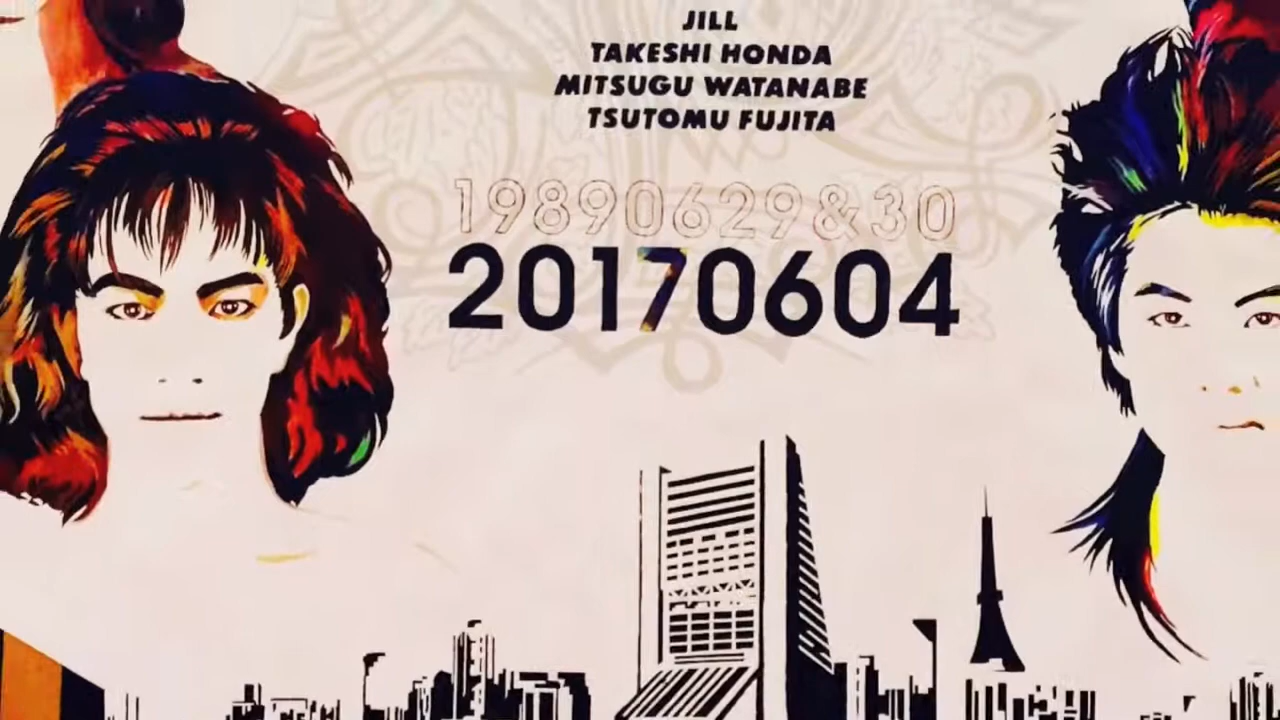 JILL
TAKESHI HONDA
MITSUGU WATANABE
TSUTOMU FUJITA
19890629&30
20170604